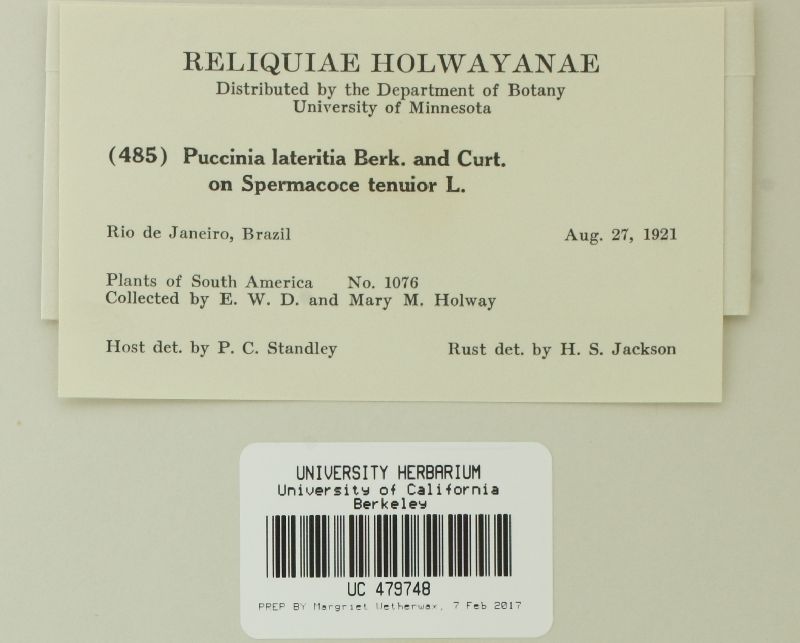 RELIQUIAE HOLWAYANAE
Distributed by the Department of Botany
University of Minnesota
(485) Puccinia lateritia Berk. and Curt.
on Spermacoce tenuior L.
Rio de Janeiro, Brazil Aug. 27, 1921
Plants of South America No. 1076
Collected by E. W. D. and Mary M. Holway
Host det. by P. C. Standley Rust det. by H. S. Jackson
UNIVERSITY HERBARIUM
University of California
Berkeley
UC 479748
PREP BY Margriet Wetherwax, 7 Feb 2017